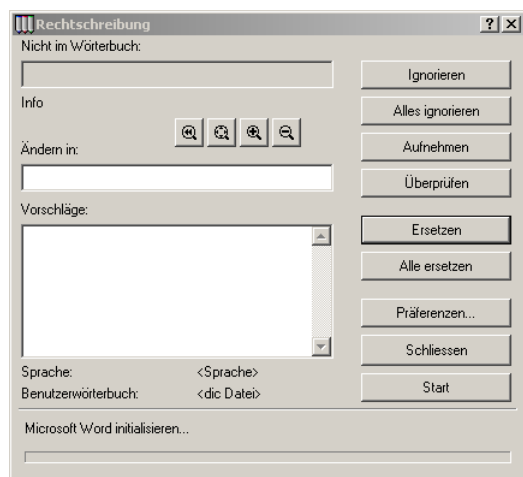 Rechtschreibung
Nicht im Wörterbuch:
Ignorieren
Info
Alles ignorieren
Ändern in:
Aufnehmen
Überprüfen
Vorschläge:
Ersetzen
Alle ersetzen
Präferenzen...
Schliessen
Sprache: <Sprache>
Benutzerwörterbuch: <dic Datei>
Start
Microsoft Word initialisieren...